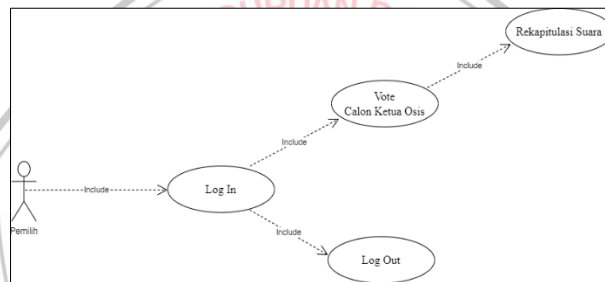 Rekapitulasi Suara
Include
Vote
Calon Ketua Osis
Include
Include
Log In
Pemilih
Include
Log Out